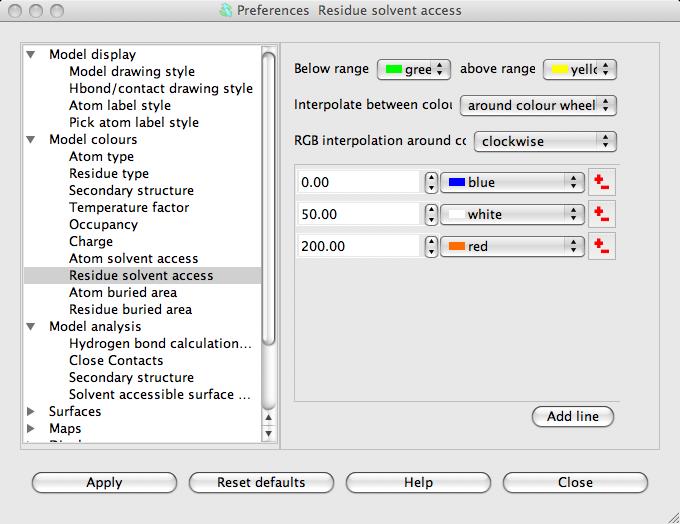 Preferences Residue solvent access
Model display
Model drawing style
Hbond/contact drawing style
Atom label style
Pick atom label style
Model colours
Atom type
Residue type
Secondary structure
Temperature factor
Occupancy
Charge
Atom solvent access
Residue solvent access
Atom buried area
Residue buried area
Model analysis
Hydrogen bond calculation...
Close Contacts
Secondary structure
Solvent accessible surface ...
Surfaces
Maps
Below range gree above range yello
Interpolate between colou around colour wheel
RGB interpolation around co clockwise
0.00 blue
50.00 white
200.00 red
Add line
Apply Reset defaults Help Close